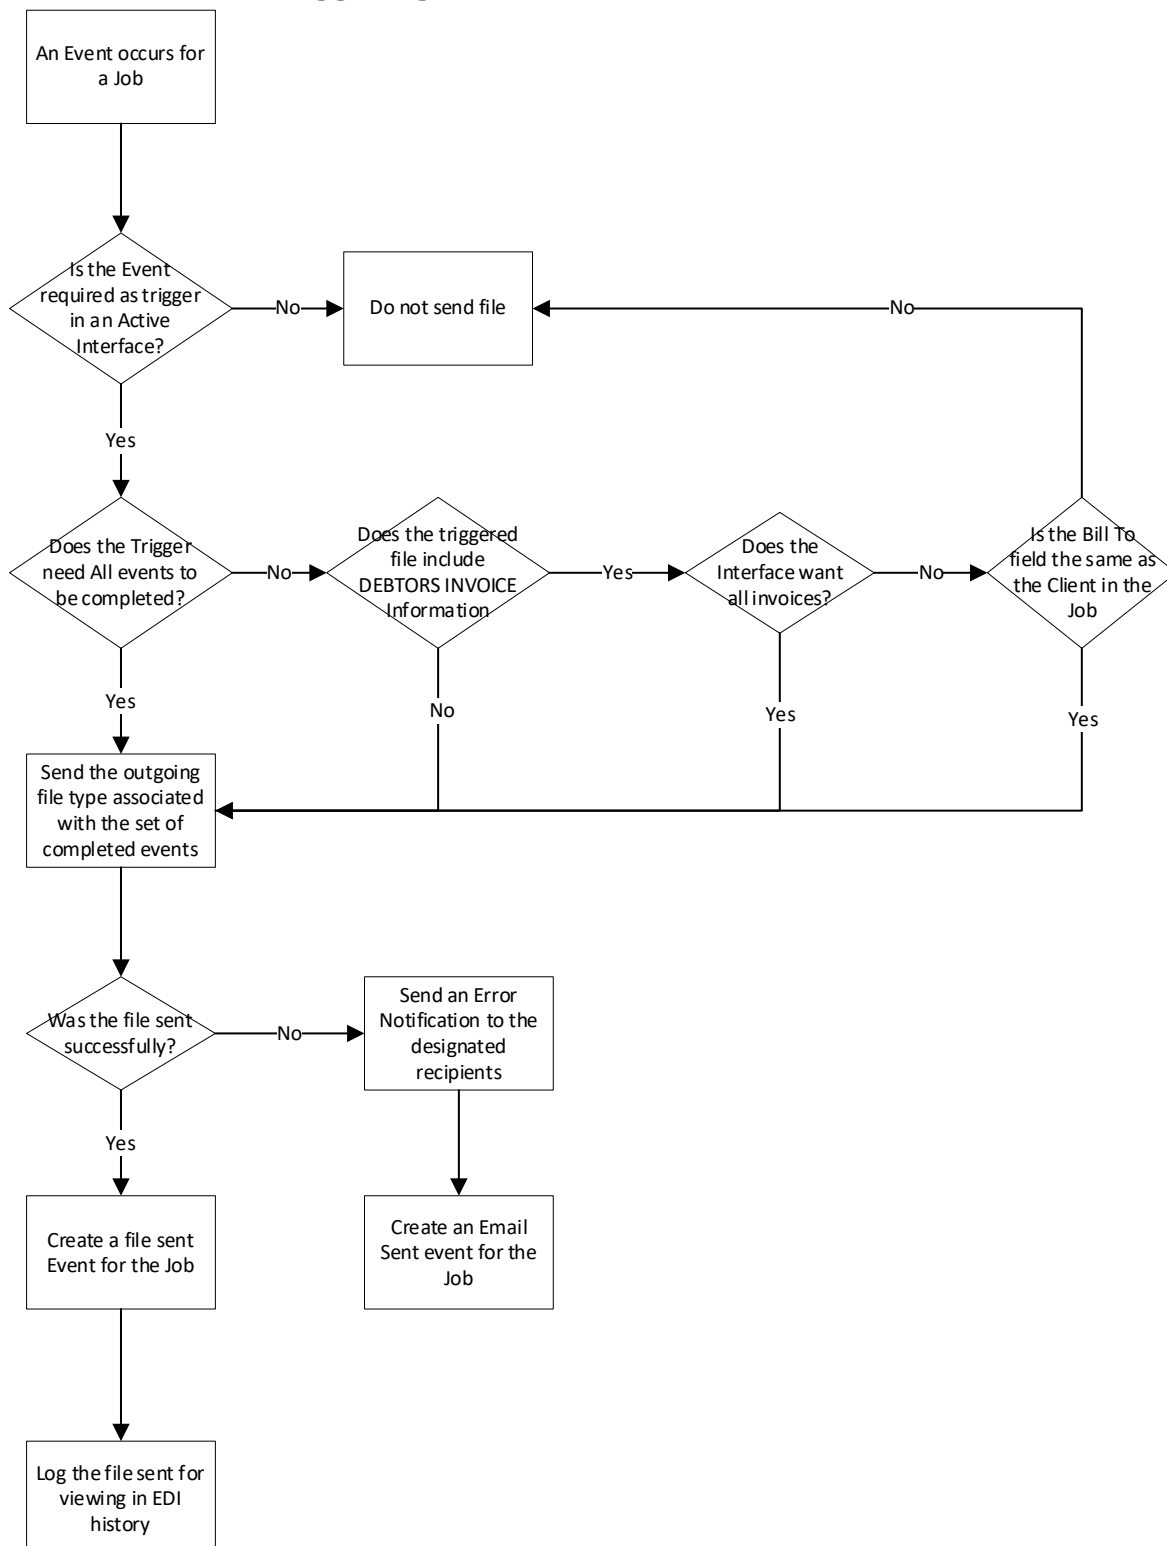 An Event occurs for
a Job
Is the Event
required as trigger
in an Active
Interface?
No
Do not send file
No
Yes
Does the Trigger
need All events to
be completed?
No
Does the triggered
file include
DEBTORS INVOICE
Information
Yes
Does the
Interface want
all invoices?
No
Is the Bill To
field the same as
the Client in the
Job
Yes
No
Yes
Yes
Send the outgoing
file type associated
with the set of
completed events
Was the file sent
successfully?
No
Send an Error
Notification to the
designated
recipients
Yes
Create a file sent
Event for the Job
Create an Email
Sent event for the
Job
Log the file sent for
viewing in EDI
history